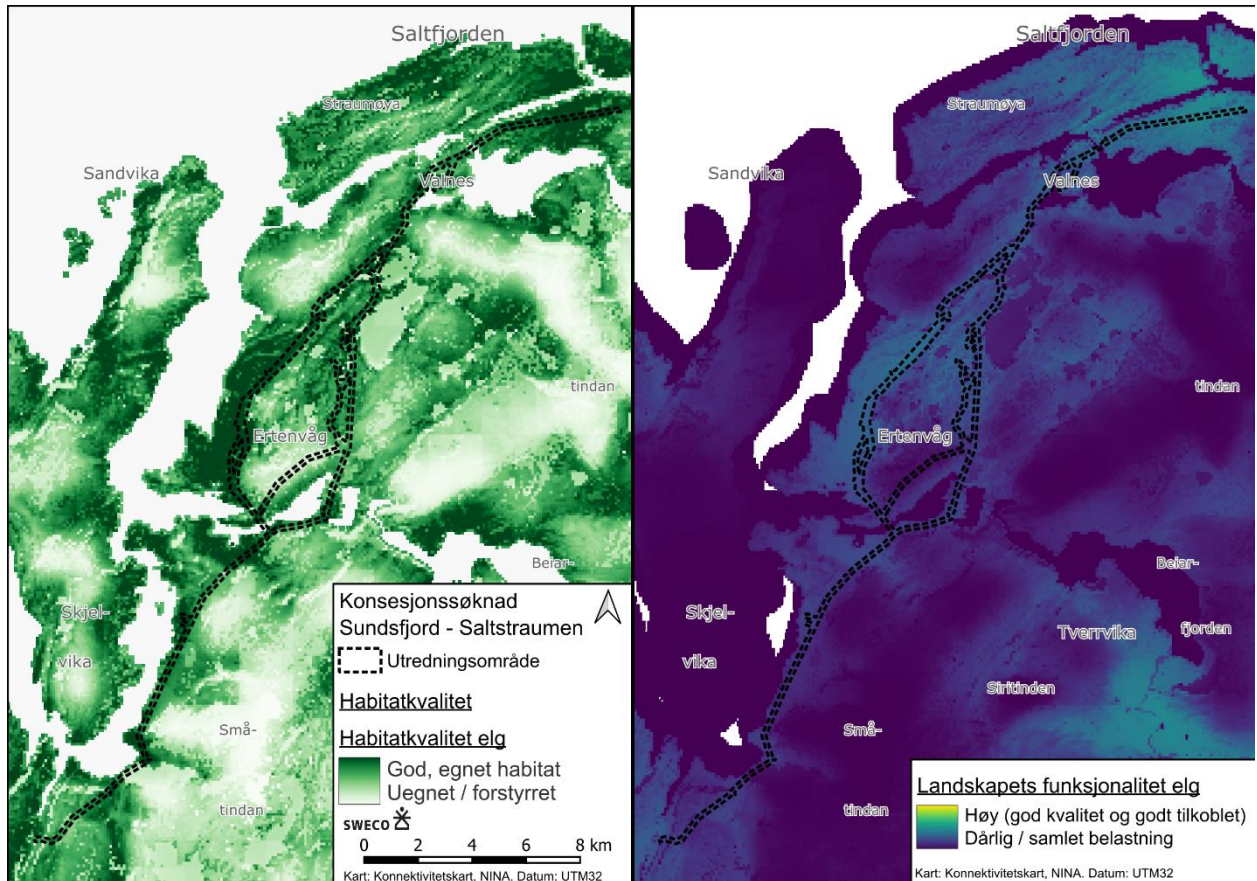 Saltfjorden
Straumøya
Sandvika
Valnes
tindan
Ertenvåg
Beiar-
Skjel-
vika
Små-
tindan
Konsesjonssøknad
Sundsfjord - Saltstraumen
Utredningsområde
Habitatkvalitet
Habitatkvalitet elg
God, egnet habitat
Uegnet / forstyrret
SWECO
0 2 4 6 8 km
Kart: Konnektivitetskart, NINA. Datum: UTM32
Saltfjorden
Straumøya
Sandvika
Valnes
tindan
Ertenvåg
Beiar-
Skjel-
vika
fjorden
Tverrvika
Siritinden
Små-
tindan
Landskapets funksjonalitet elg
Høy (god kvalitet og godt tilkoblet)
Dårlig / samlet belastning
Kart: Konnektivitetskart, NINA. Datum: UTM32